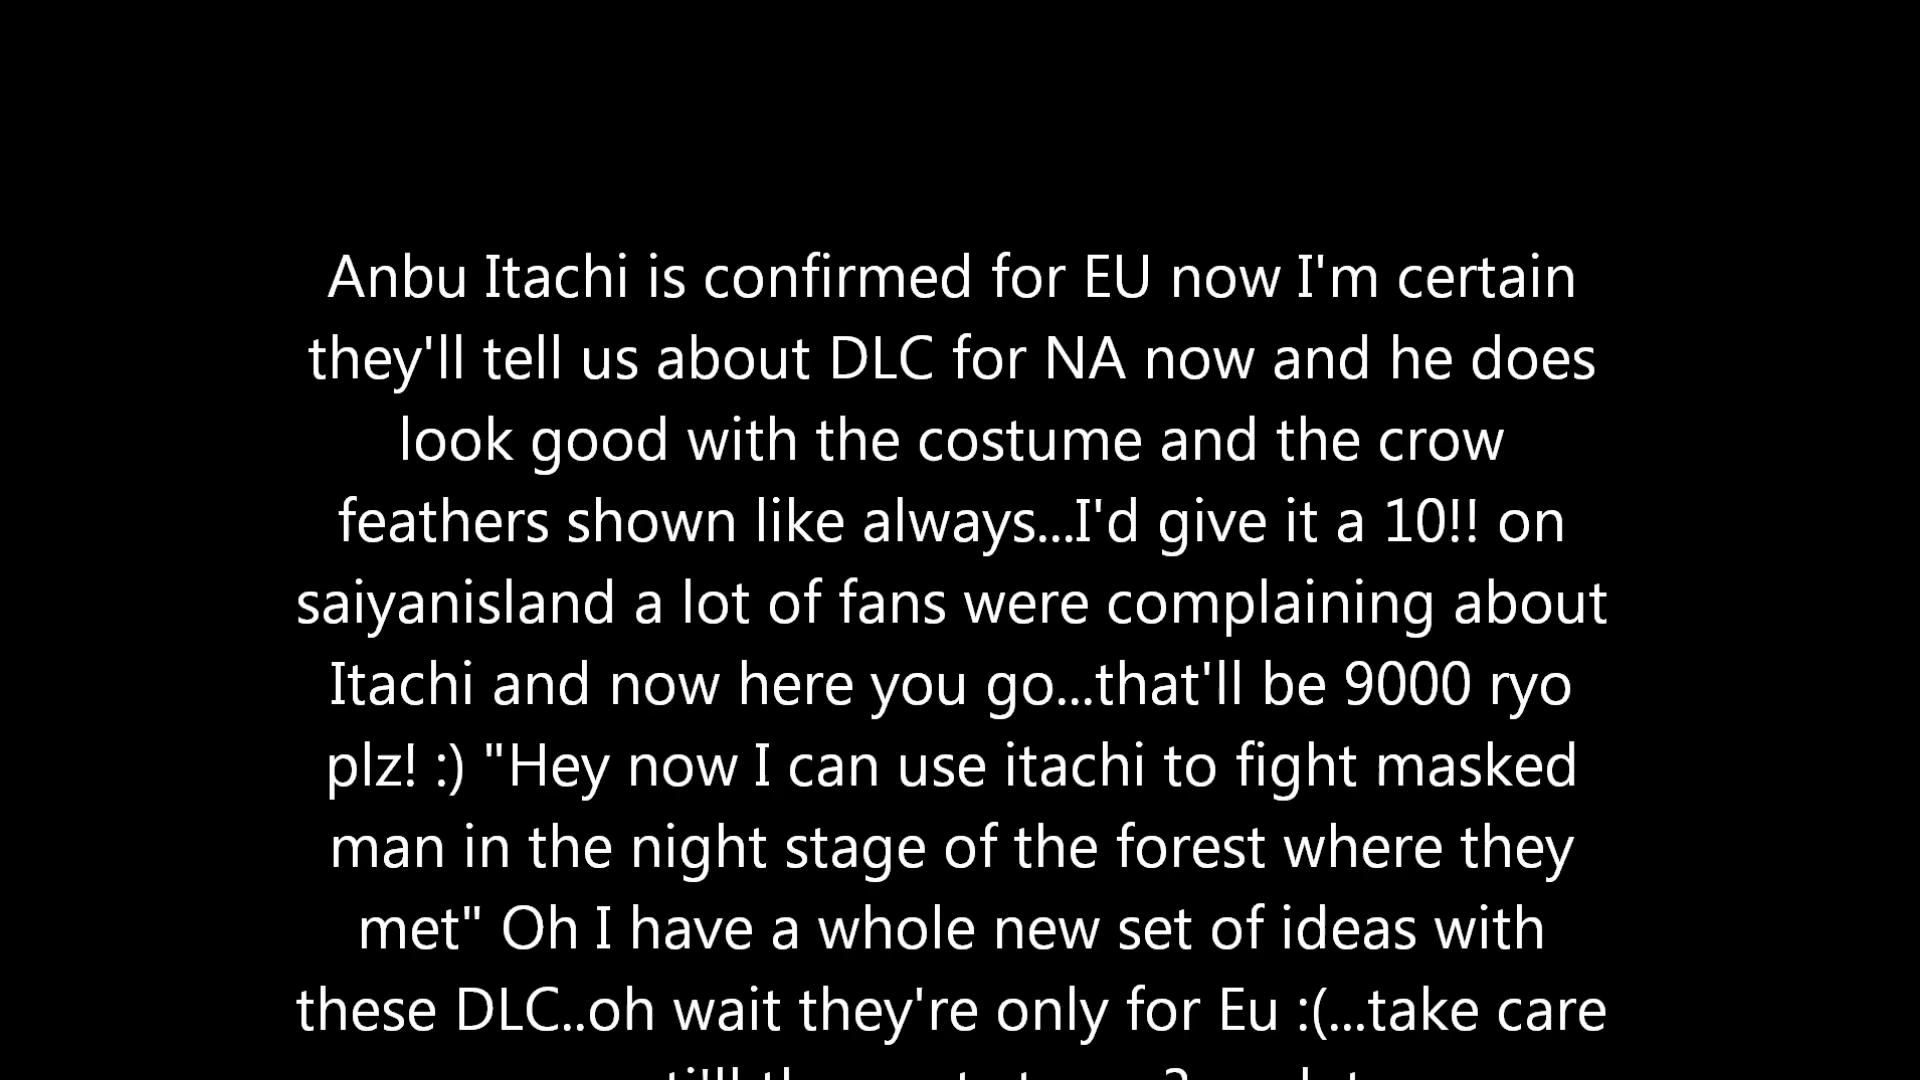 Anbu Itachi is confirmed for EU now I'm certain
they'll tell us about DLC for NA now and he does
look good with the costume and the crow
feathers shown like always...I'd give it a 10!! on
saiyanisland a lot of fans were complaining about
Itachi and now here you go...that'll be 9000 ryo
plz! :) "Hey now I can use itachi to fight masked
man in the night stage of the forest where they
met" Oh I have a whole new set of ideas with
these DLC..oh wait they're only for Eu :(...take care